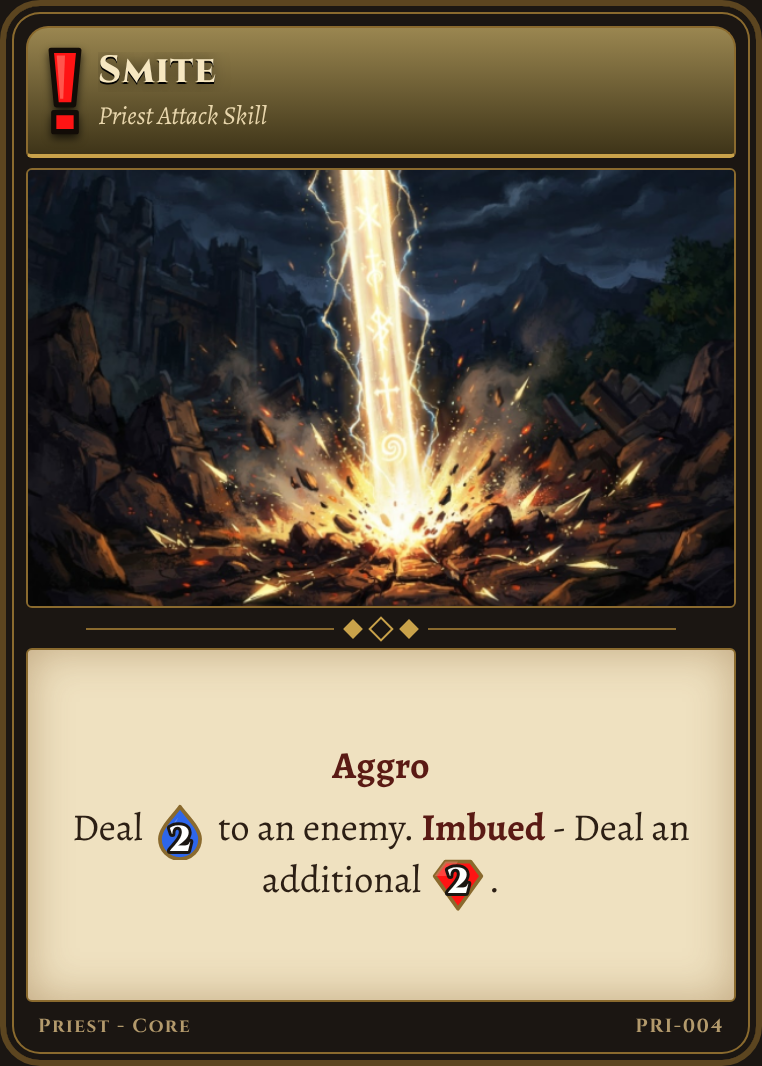 Smite
Priest Attack Skill
Aggro
Deal 2 to an enemy. Imbued - Deal an
additional 2 .
Priest - Core
PRI-004